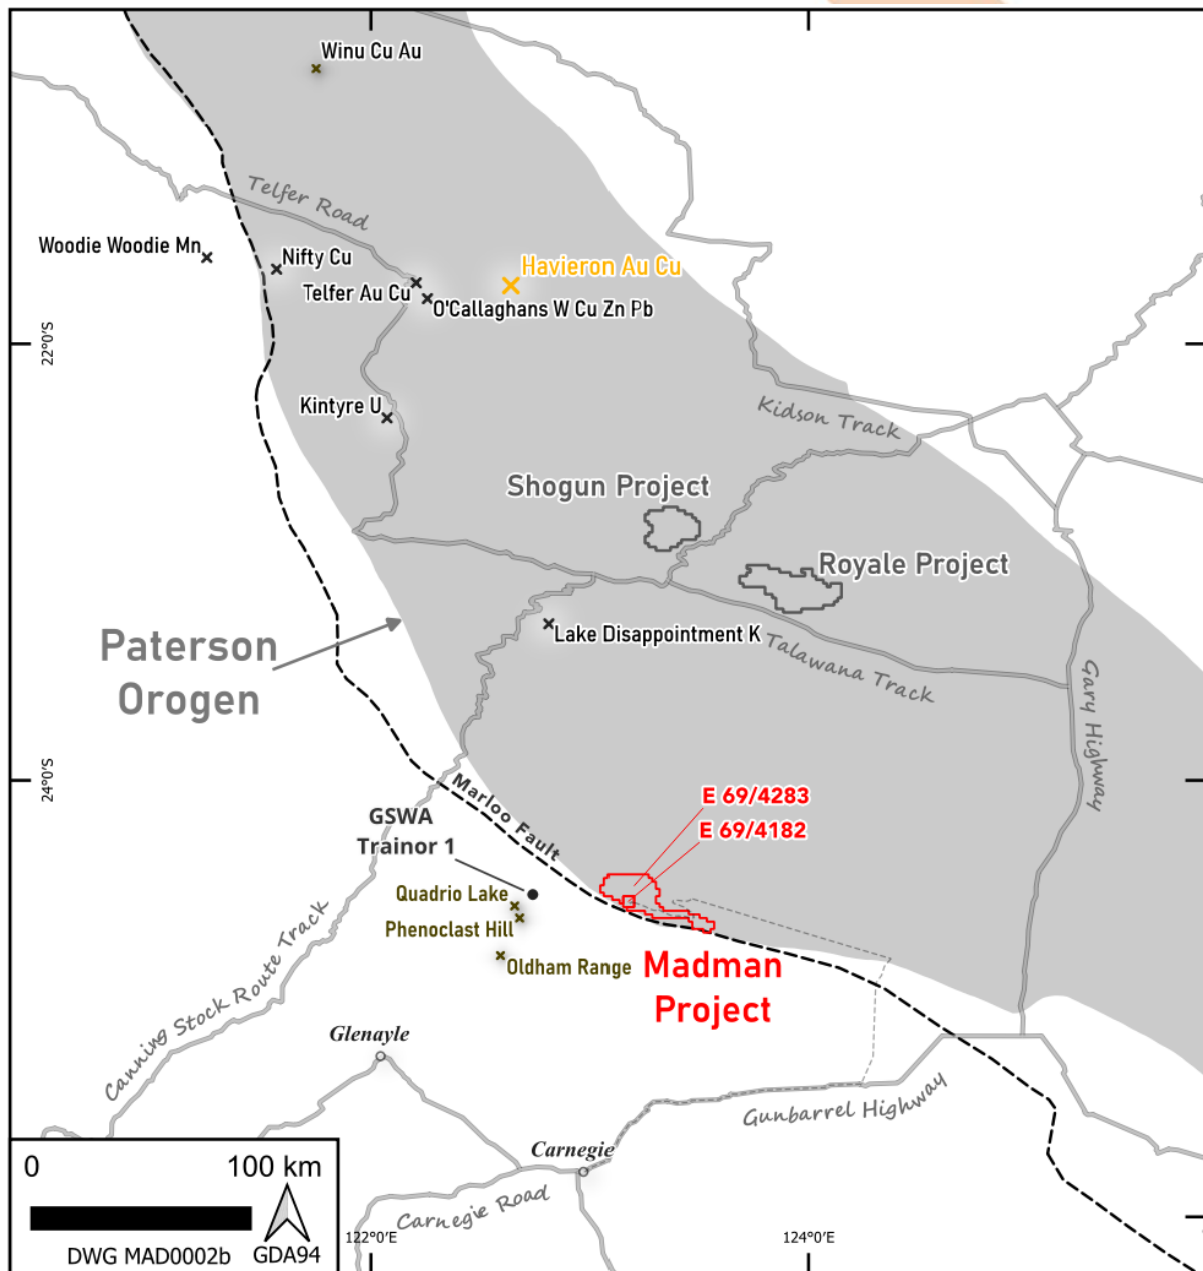 Winu Cu Au
Telfer Road
Woodie Woodie Mn
Nifty Cu
Havieron Au Cu
Telfer Au Cu
O'Callaghans W Cu Zn Pb
22°0'S
Kintyre U
Kidson Track
Shogun Project
Royale Project
Lake Disappointment K
Paterson
Orogen
Talawana Track
Gary Highway
24°0'S
Marloo Fault
E 69/4283
E 69/4182
GSWA
Trainor 1
Quadrio Lake
Phenoclast Hill
Oldham Range
Madman
Project
Canning Stock Route Track
Glenayle
Gunbarrel Highway
Carnegie
Carnegie Road
0 100 km
DWG MAD0002b GDA94
122°0'E
124°0'E